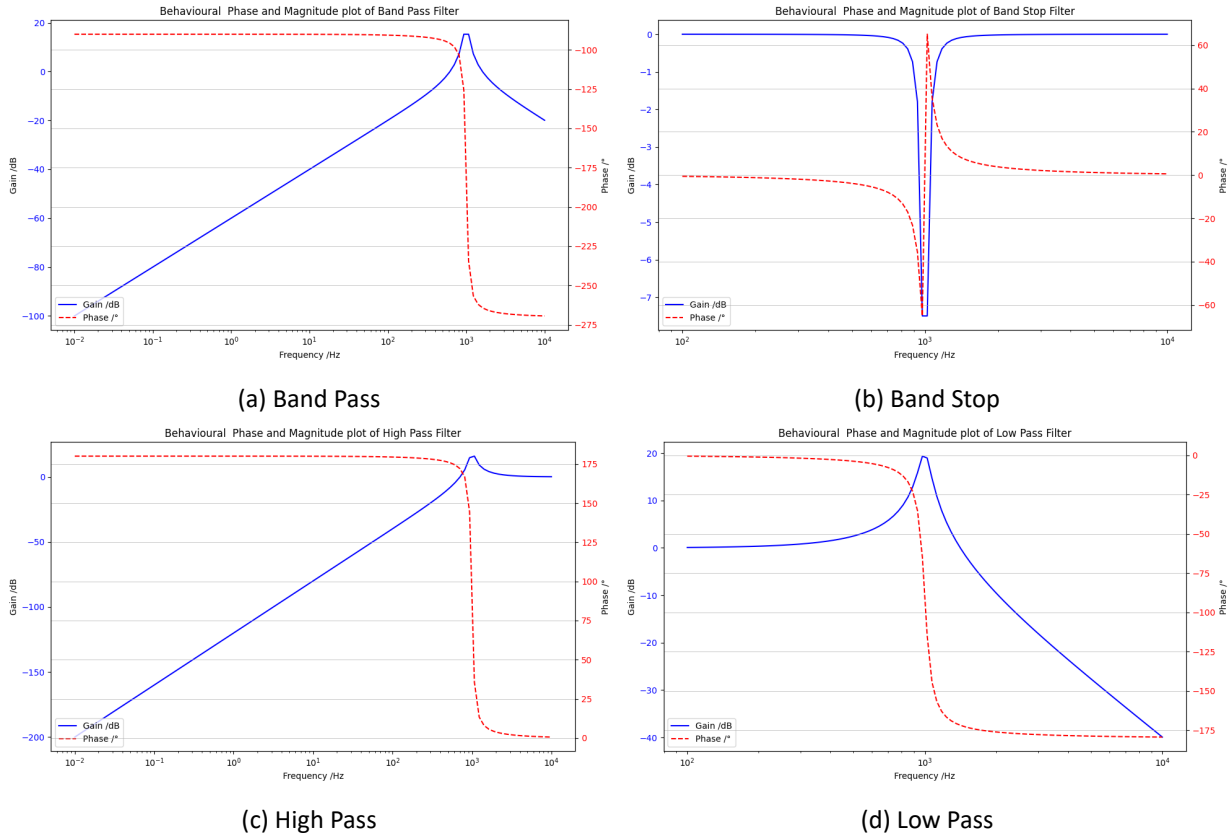 Behavioural  Phase and Magnitude plot of Band Pass Filter
20
0
−20
−40
−60
−80
−100
Gain /dB
−100
−125
−150
−175
−200
−225
−250
−275
Phase /°
Gain /dB
Phase /°
10⁻² 10⁻¹ 10⁰ 10¹ 10² 10³ 10⁴
Frequency /Hz
(a) Band Pass
Behavioural  Phase and Magnitude plot of Band Stop Filter
0
−1
−2
−3
−4
−5
−6
−7
Gain /dB
60
40
20
0
−20
−40
−60
Phase /°
Gain /dB
Phase /°
10² 10³ 10⁴
Frequency /Hz
(b) Band Stop
Behavioural  Phase and Magnitude plot of High Pass Filter
0
−50
−100
−150
−200
Gain /dB
175
150
125
100
75
50
25
0
Phase /°
Gain /dB
Phase /°
10⁻² 10⁻¹ 10⁰ 10¹ 10² 10³ 10⁴
Frequency /Hz
(c) High Pass
Behavioural  Phase and Magnitude plot of Low Pass Filter
20
10
0
−10
−20
−30
−40
Gain /dB
0
−25
−50
−75
−100
−125
−150
−175
Phase /°
Gain /dB
Phase /°
10² 10³ 10⁴
Frequency /Hz
(d) Low Pass